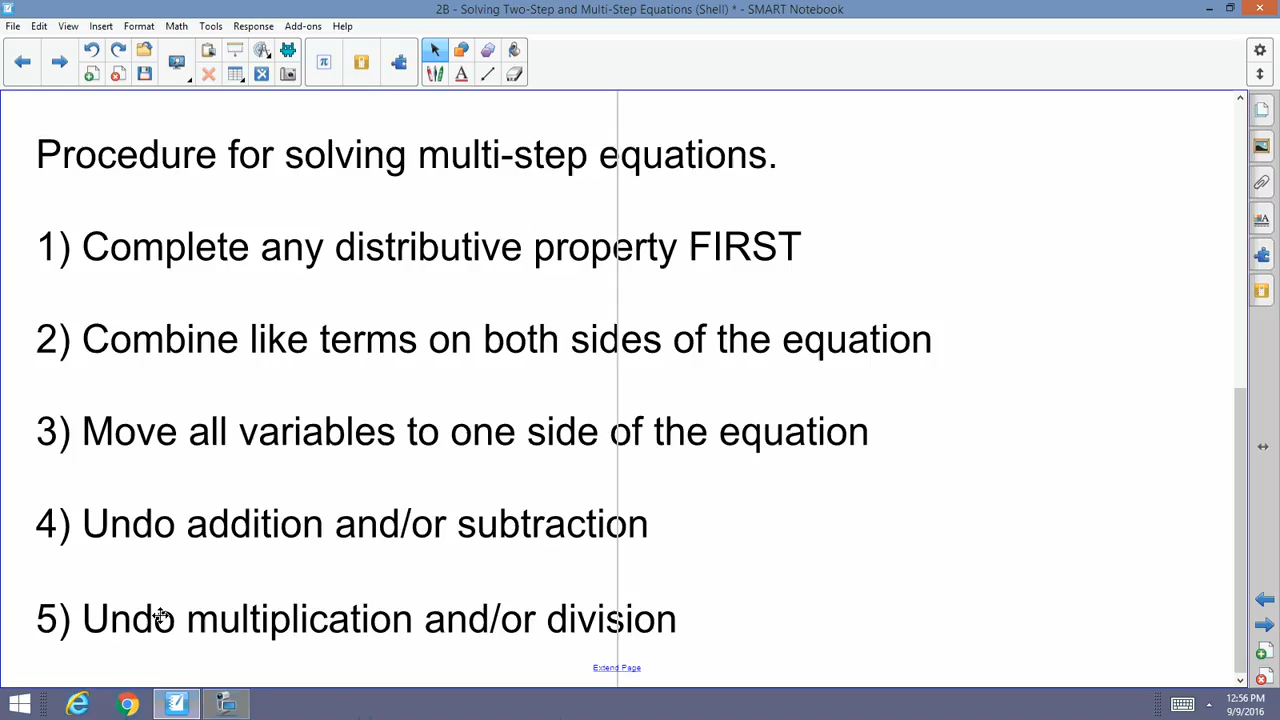 2B - Solving Two-Step and Multi-Step Equations (Shell) * - SMART Notebook
File Edit View Insert Format Math Tools Response Add-ons Help
Procedure for solving multi-step equations.
1) Complete any distributive property FIRST
2) Combine like terms on both sides of the equation
3) Move all variables to one side of the equation
4) Undo addition and/or subtraction
5) Undo multiplication and/or division
Extend Page
12:56 PM
9/9/2016